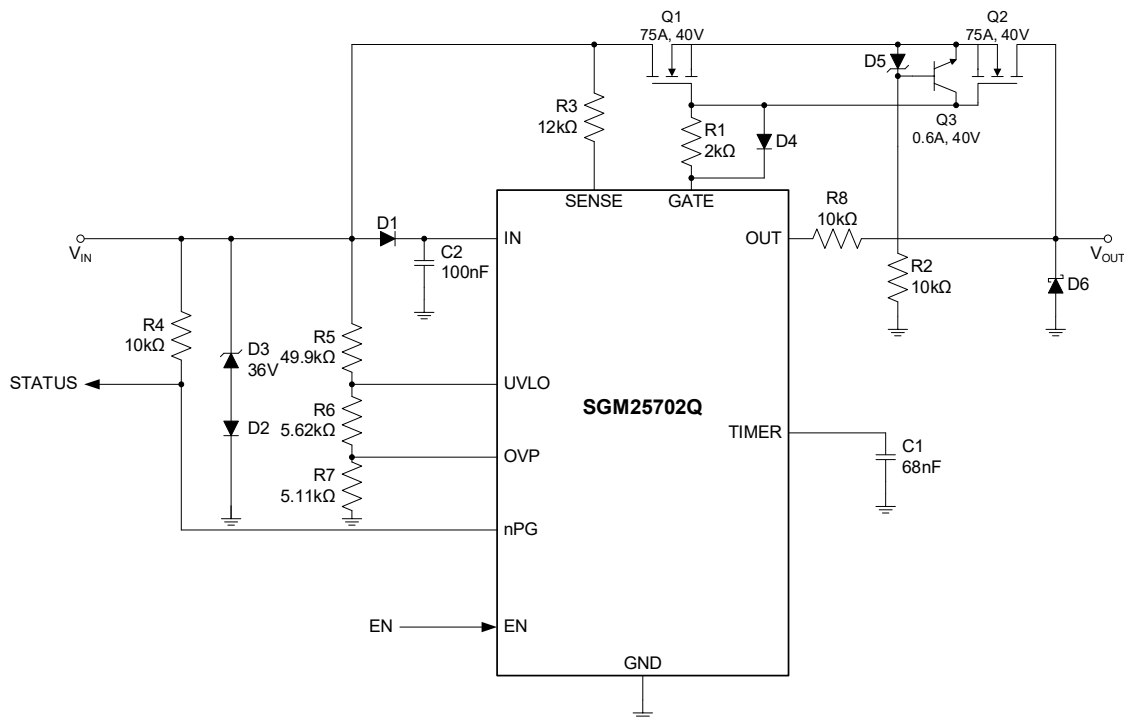 Q1
75A, 40V
Q2
75A, 40V
D5
R3
12kΩ
R1
2kΩ
D4
Q3
0.6A, 40V
SENSE
GATE
D1
IN
C2
100nF
OUT
R8
10kΩ
VIN
VOUT
R2
10kΩ
D6
R4
10kΩ
D3
36V
R5
49.9kΩ
STATUS
UVLO
SGM25702Q
D2
R6
5.62kΩ
TIMER
OVP
C1
68nF
R7
5.11kΩ
nPG
EN
EN
GND